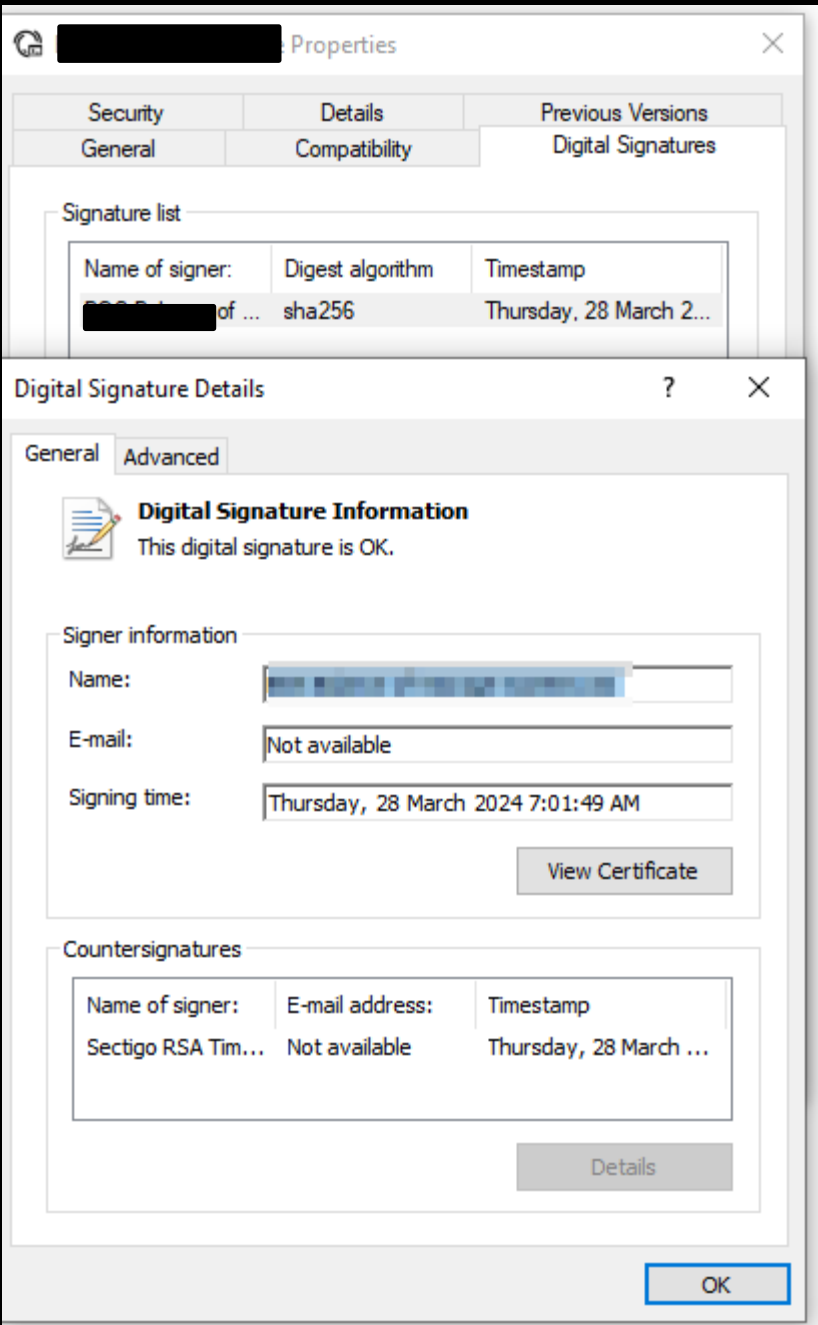 Properties
Security Details Previous Versions
General Compatibility Digital Signatures
Signature list
Name of signer: Digest algorithm Timestamp
of ... sha256 Thursday, 28 March 2...
Digital Signature Details
?
General Advanced
Digital Signature Information
This digital signature is OK.
Signer information
Name:
E-mail: Not available
Signing time: Thursday, 28 March 2024 7:01:49 AM
View Certificate
Countersignatures
Name of signer: E-mail address: Timestamp
Sectigo RSA Tim... Not available Thursday, 28 March ...
Details
OK